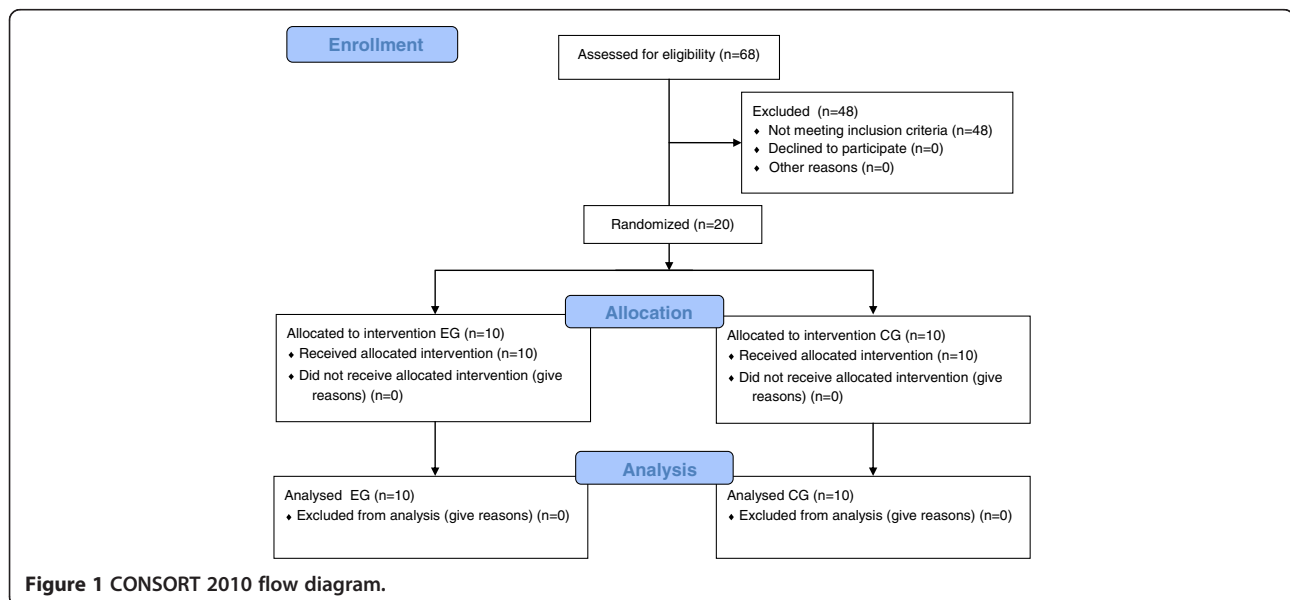 Enrollment
Assessed for eligibility (n=68)
Excluded (n=48)
♦ Not meeting inclusion criteria (n=48)
♦ Declined to participate (n=0)
♦ Other reasons (n=0)
Randomized (n=20)
Allocation
Allocated to intervention EG (n=10)
♦ Received allocated intervention (n=10)
♦ Did not receive allocated intervention (give
reasons) (n=0)
Allocated to intervention CG (n=10)
♦ Received allocated intervention (n=10)
♦ Did not receive allocated intervention (give
reasons) (n=0)
Analysis
Analysed EG (n=10)
♦ Excluded from analysis (give reasons) (n=0)
Analysed CG (n=10)
♦ Excluded from analysis (give reasons) (n=0)
Figure 1 CONSORT 2010 flow diagram.